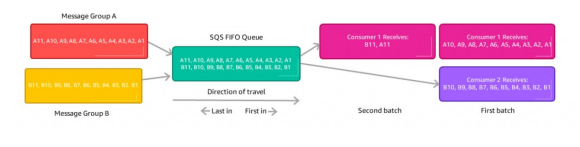 Message Group A
A11, A10, A9, A8, A7, A6, A5, A4, A3, A2, A1
B11, B10, B9, B8, B7, B6, B5, B4, B3, B2, B1
Message Group B
SQS FIFO Queue
A11, A10, A9, A8, A7, A6, A5, A4, A3, A2, A1
B11, B10, B9, B8, B7, B6, B5, B4, B3, B2, B1
Direction of travel
←Last in First in→
Consumer 1 Receives:
B11, A11
Second batch
Consumer 1 Receives:
A10, A9, A8, A7, A6, A5, A4, A3, A2, A1
Consumer 2 Receives:
B10, B9, B8, B7, B6, B5, B4, B3, B2, B1
First batch